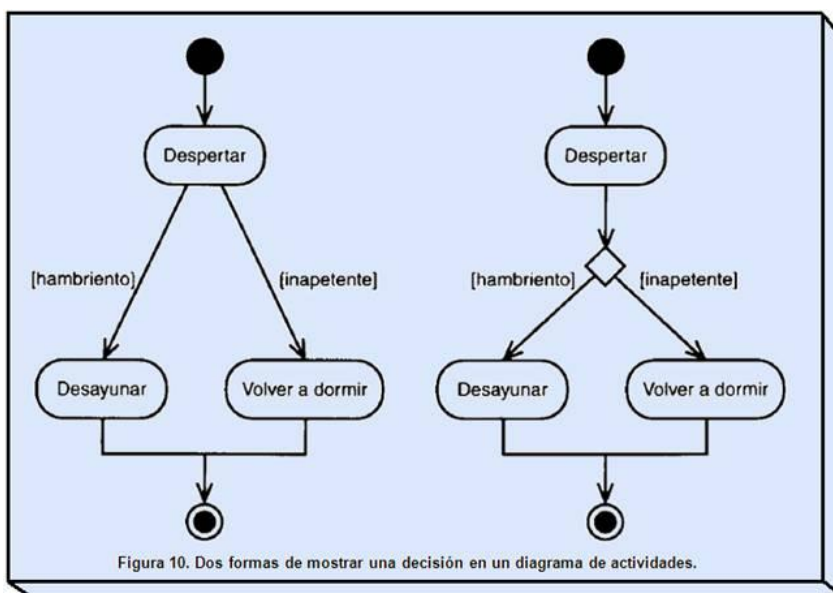 Despertar
[hambriento]
[inapetente]
Desayunar
Volver a dormir
Despertar
[hambriento]
[inapetente]
Desayunar
Volver a dormir
Figura 10. Dos formas de mostrar una decisión en un diagrama de actividades.